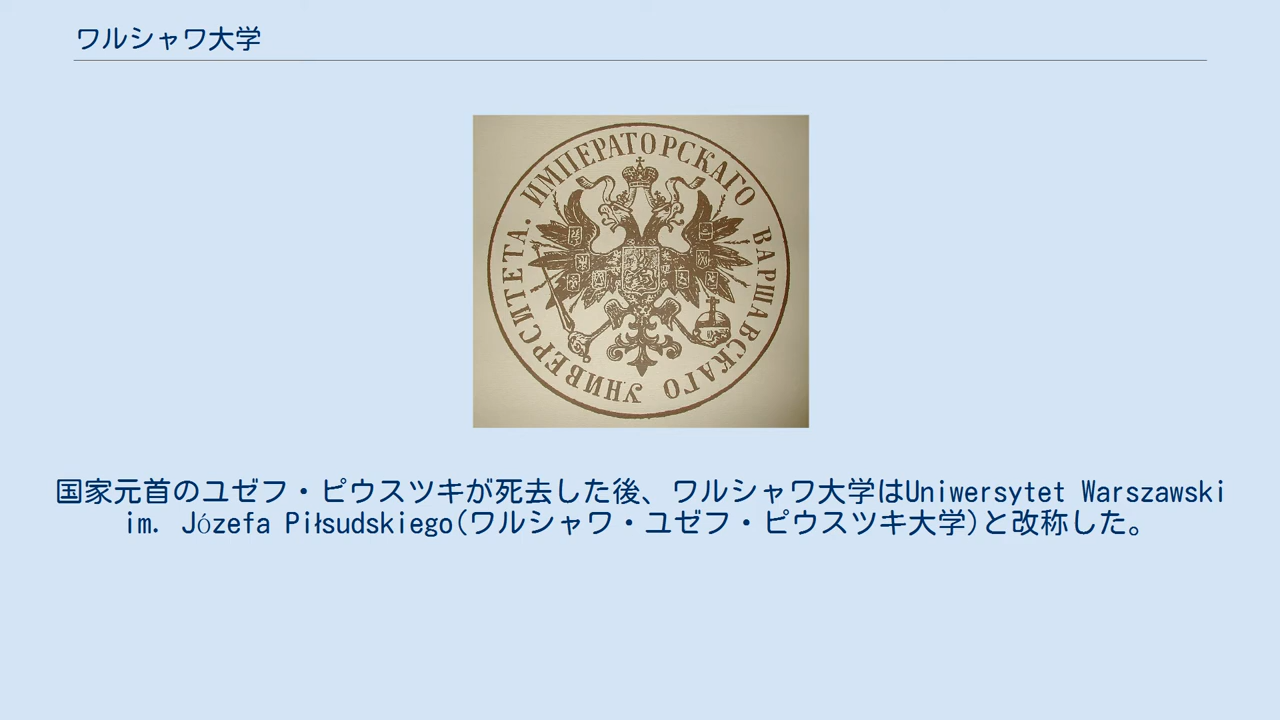 ワルシャワ大学
ИМПЕРАТОРСКАГО ВАРШАВСКАГО УНИВЕРСИТЕТА.
国家元首のユゼフ・ピウスツキが死去した後、ワルシャワ大学はUniwersytet Warszawski
im. Józefa Piłsudskiego(ワルシャワ・ユゼフ・ピウスツキ大学)と改称した。